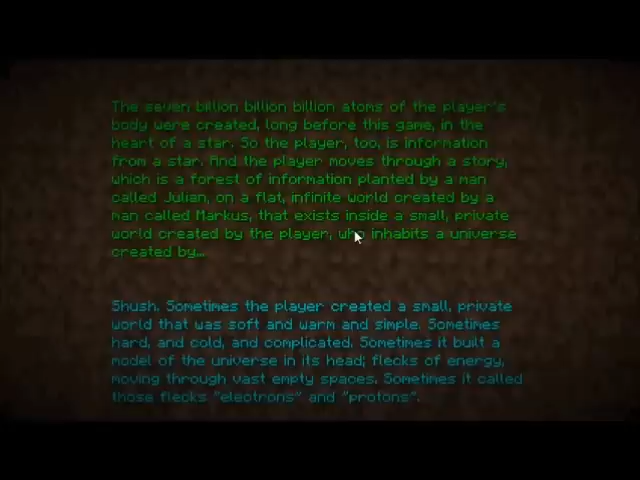 The seven billion billion billion atoms of the player's
body were created, long before this game, in the
heart of a star. So the player, too, is information
from a star. And the player moves through a story,
which is a forest of information planted by a man
called Julian, on a flat, infinite world created by a
man called Markus, that exists inside a small, private
world created by the player, who inhabits a universe
created by...
Shush. Sometimes the player created a small, private
world that was soft and warm and simple. Sometimes
hard, and cold, and complicated. Sometimes it built a
model of the universe in its head; flecks of energy,
moving through vast empty spaces. Sometimes it called
those flecks "electrons" and "protons".